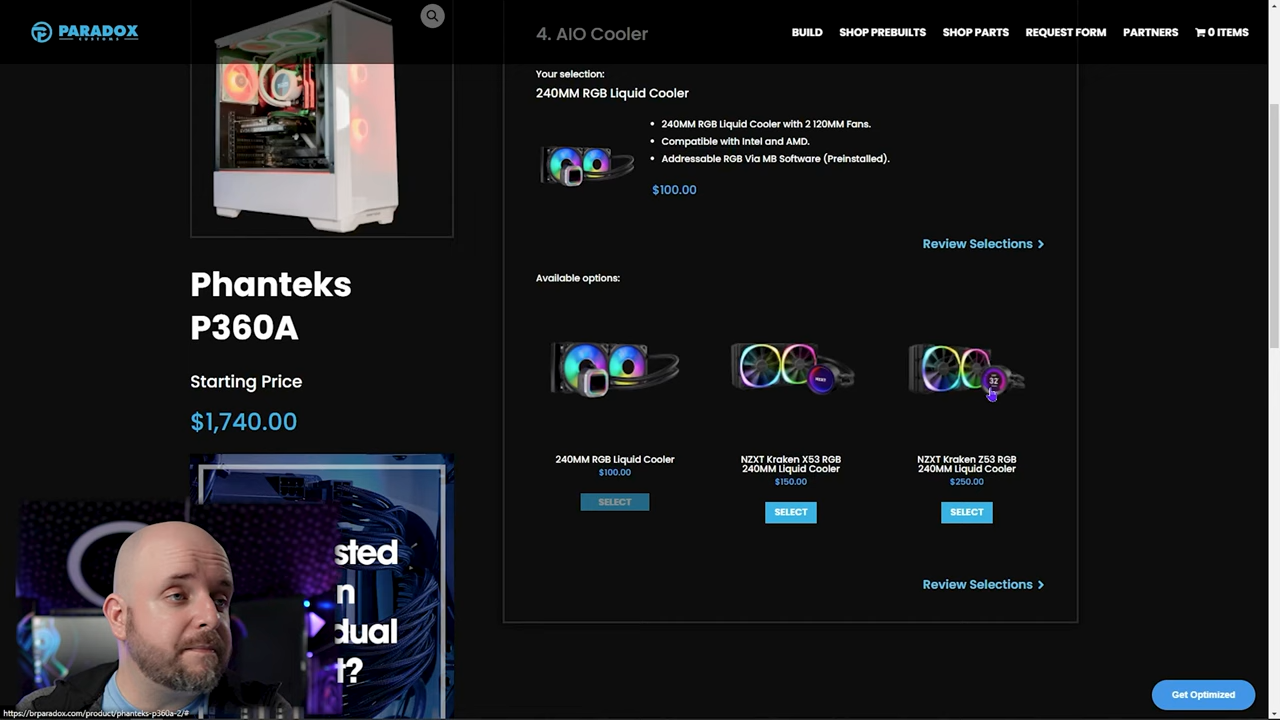 PARADOX
CUSTOMS
BUILD
SHOP PREBUILTS
SHOP PARTS
REQUEST FORM
PARTNERS
0 ITEMS
4. AIO Cooler
Your selection:
240MM RGB Liquid Cooler
240MM RGB Liquid Cooler with 2 120MM Fans.
Compatible with Intel and AMD.
Addressable RGB Via MB Software (Preinstalled).
$100.00
Review Selections >
Available options:
Phanteks
P360A
Starting Price
$1,740.00
NZXT
32
240MM RGB Liquid Cooler
$100.00
SELECT
NZXT Kraken X53 RGB
240MM Liquid Cooler
$150.00
SELECT
NZXT Kraken Z53 RGB
240MM Liquid Cooler
$250.00
SELECT
Review Selections >
sted
n
dual
t?
Get Optimized
https://brparadox.com/product/phanteks-p360a-2/#